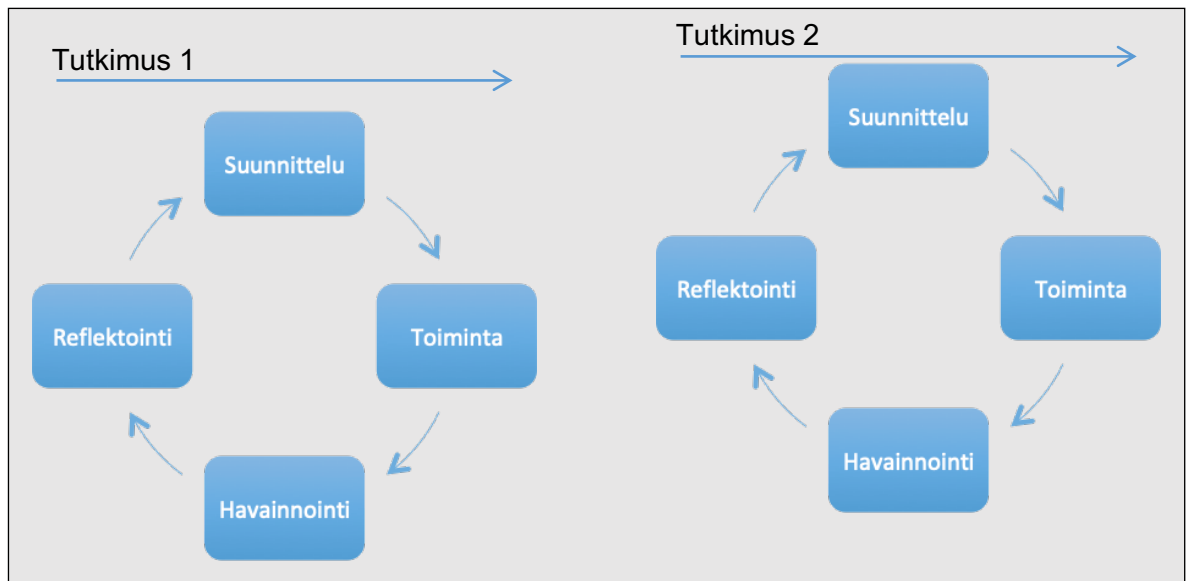 Tutkimus 1
Suunnittelu
Toiminta
Havainnointi
Reflektointi
Tutkimus 2
Suunnittelu
Toiminta
Havainnointi
Reflektointi